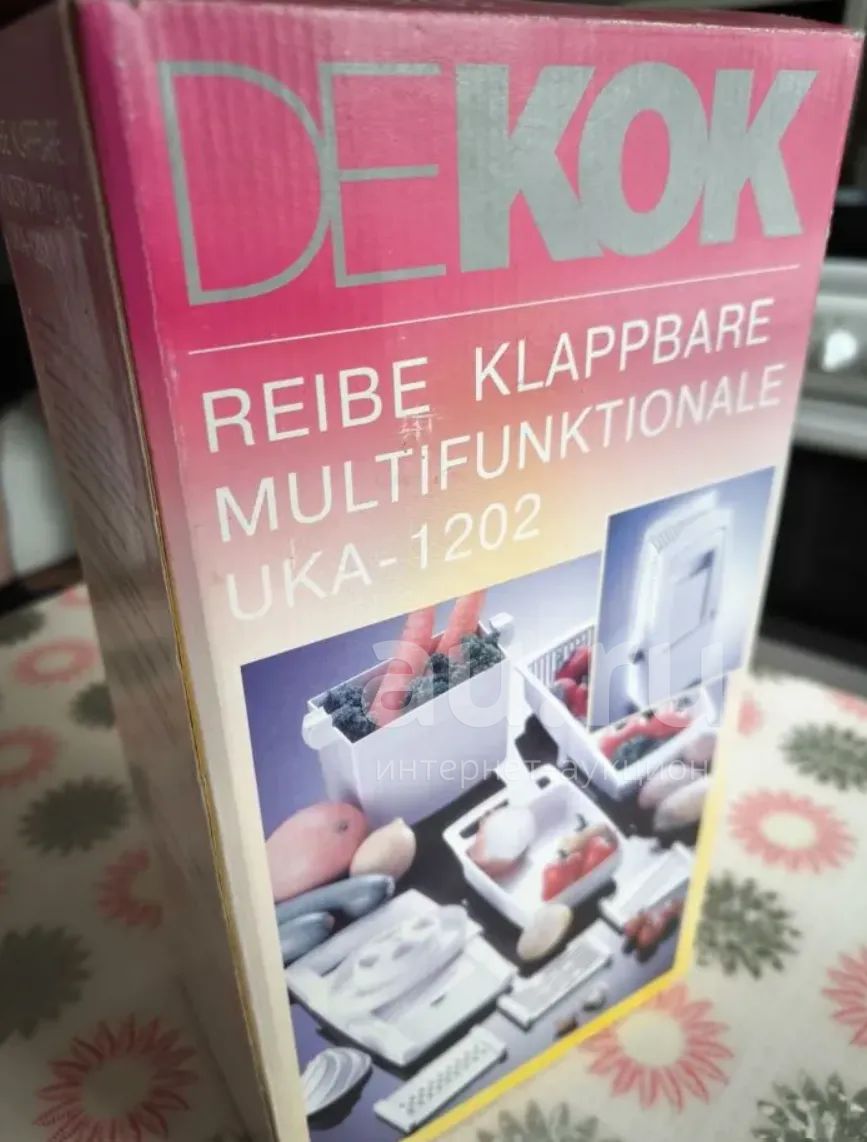 DEKOK
REIBE KLAPPBARE
MULTIFUNKTIONALE
UKA-1202
au.ru
интернет аукцион